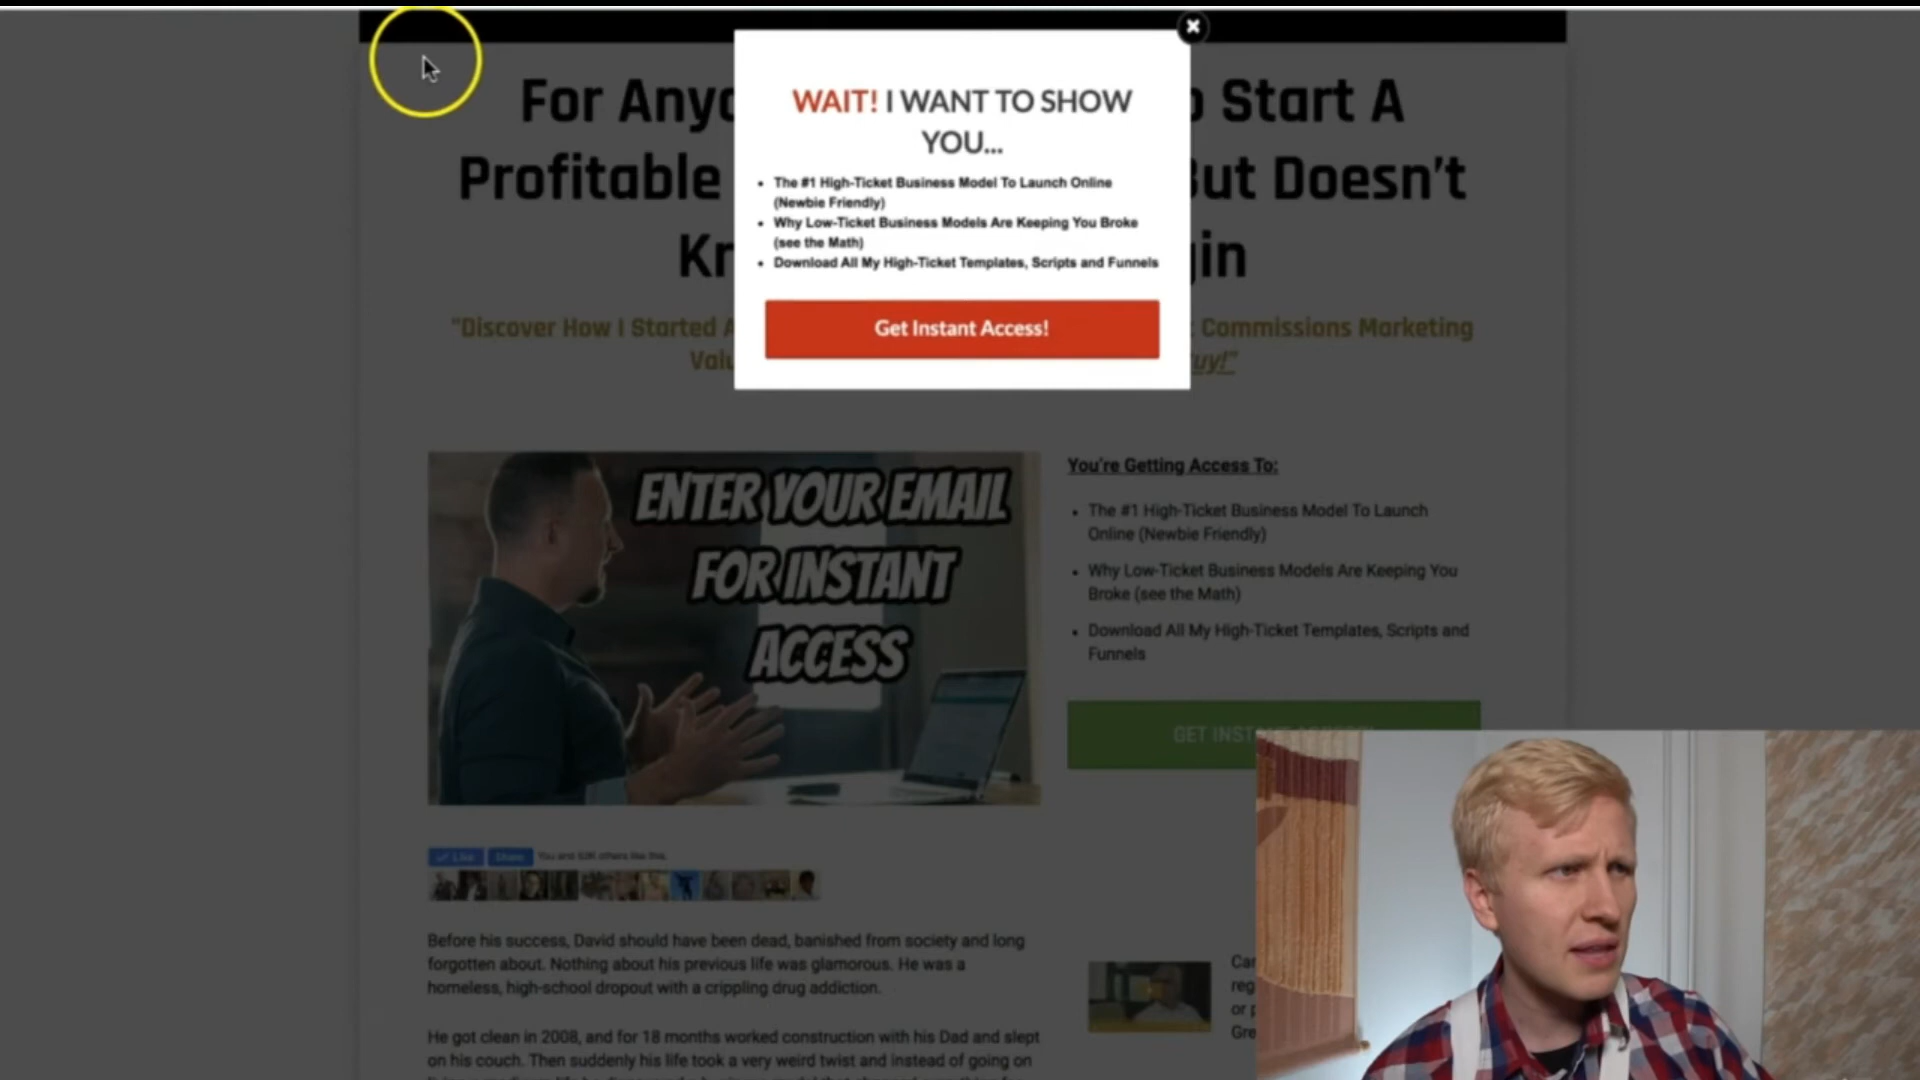 WAIT! I WANT TO SHOW
YOU...
• The #1 High-Ticket Business Model To Launch Online
(Newbie Friendly)
• Why Low-Ticket Business Models Are Keeping You Broke
(see the Math)
• Download All My High-Ticket Templates, Scripts and Funnels
Get Instant Access!
For Start A
Profitable But Doesn't
"Discover How I Started Commissions Marketing
ENTER YOUR EMAIL
FOR INSTANT
ACCESS
You're Getting Access To:
• The #1 High-Ticket Business Model To Launch
Online (Newbie Friendly)
• Why Low-Ticket Business Models Are Keeping You
Broke (see the Math)
• Download All My High-Ticket Templates, Scripts and
Funnels
GET
Like Share You and others like this.
Before his success, David should have been dead, banished from society and long
forgotten about. Nothing about his previous life was glamorous. He was a
homeless, high-school dropout with a crippling drug addiction.
He got clean in 2008, and for 18 months worked construction with his Dad and slept
on his couch. Then suddenly his life took a very weird twist and instead of going on